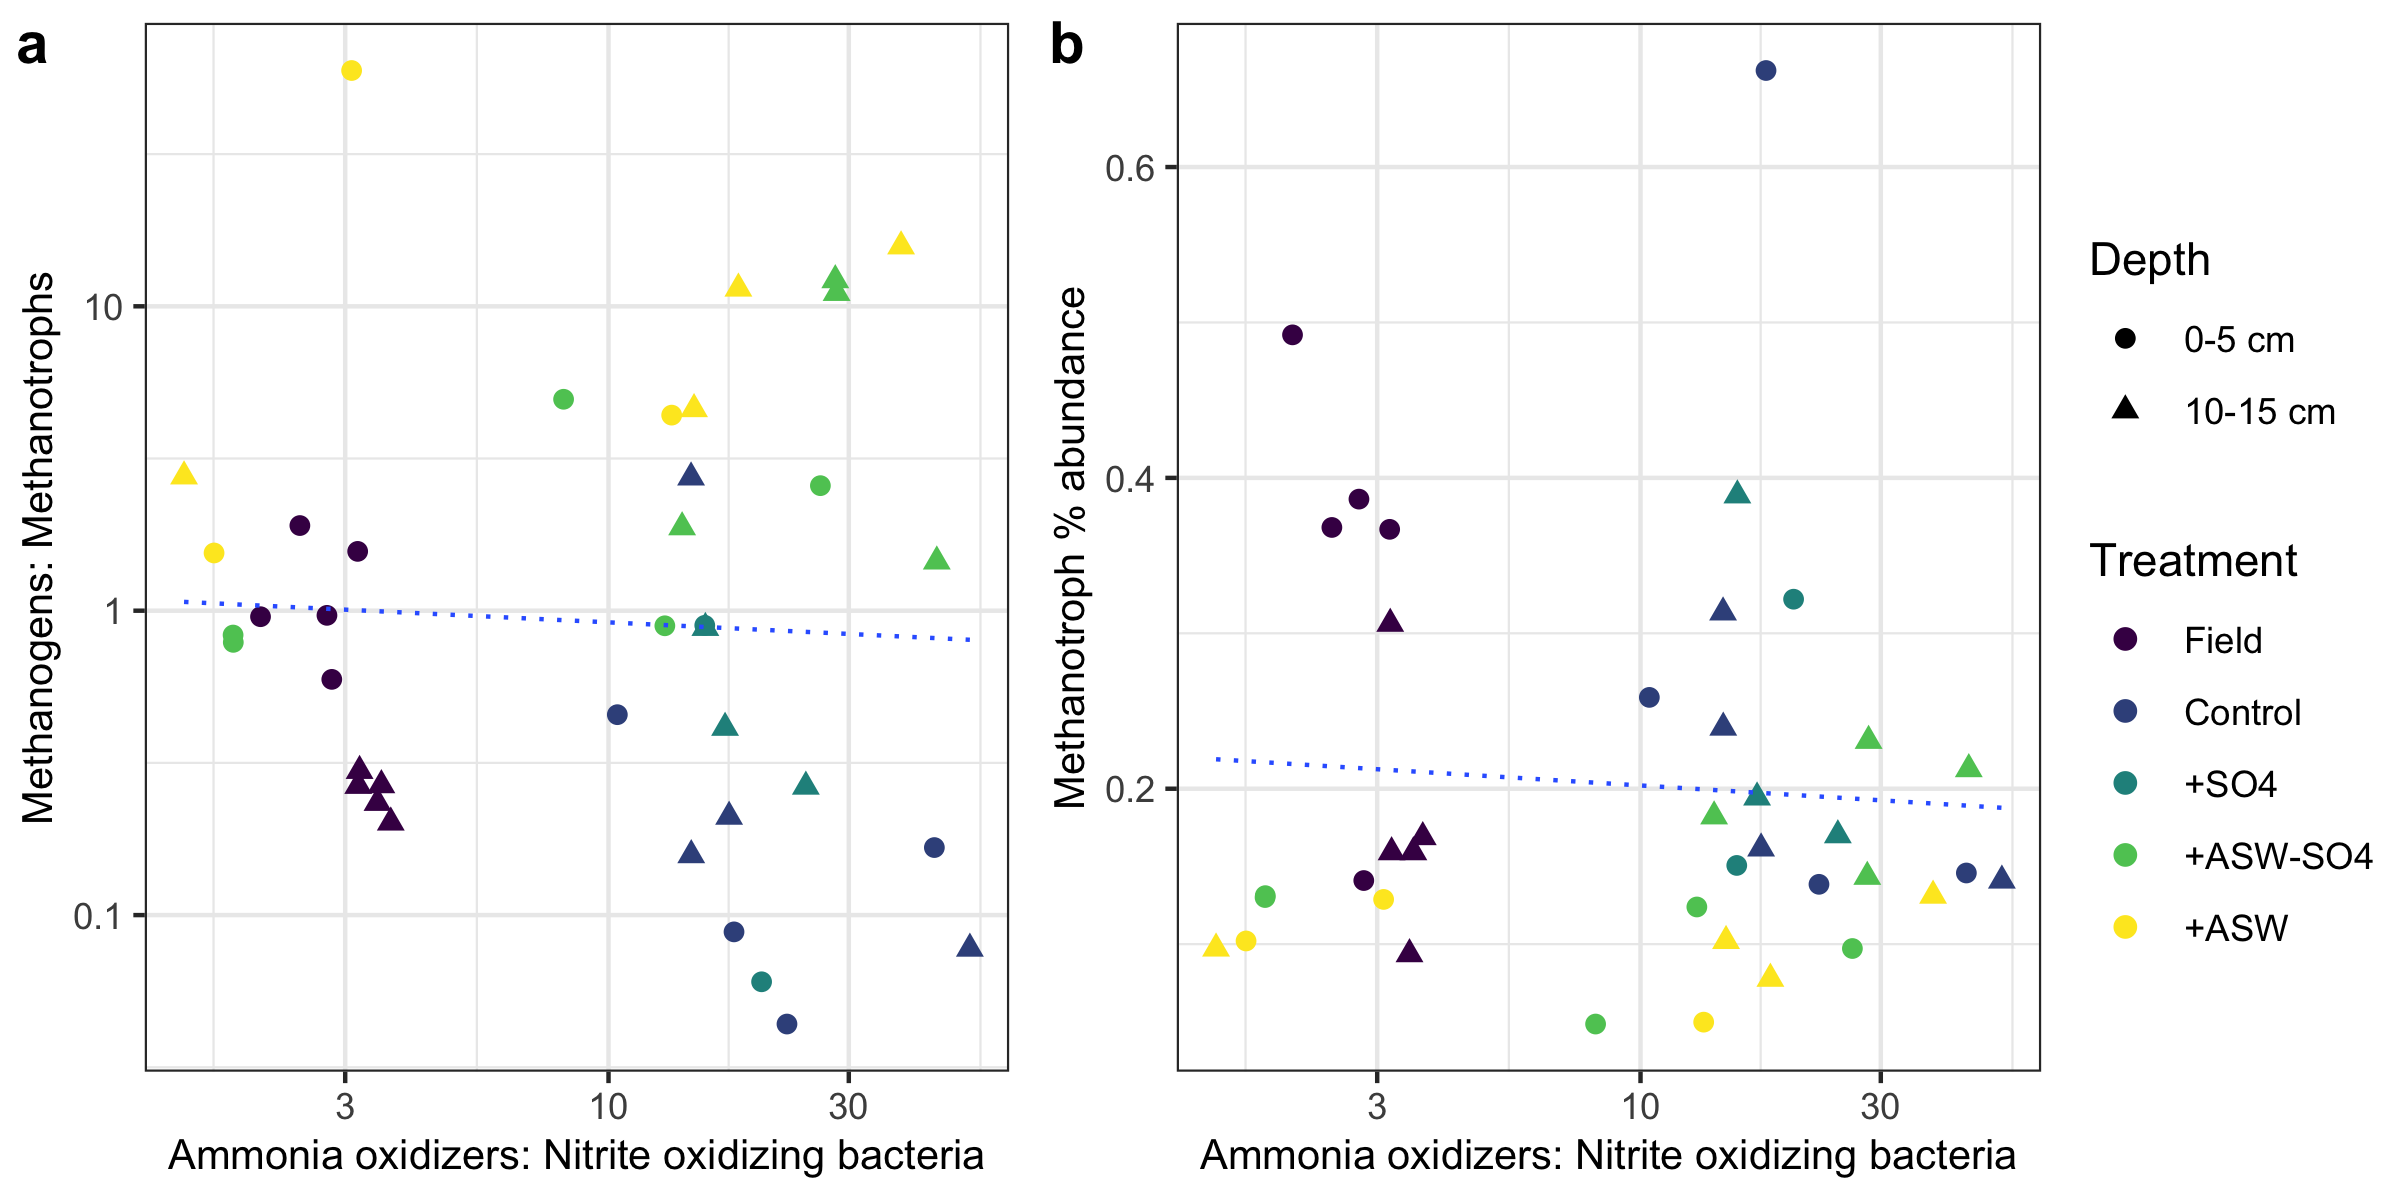 a
Methanogens: Methanotrophs
10
1
0.1
3 10 30
Ammonia oxidizers: Nitrite oxidizing bacteria
b
Methanotroph % abundance
0.6
0.4
0.2
3 10 30
Ammonia oxidizers: Nitrite oxidizing bacteria
Depth
0-5 cm
10-15 cm
Treatment
Field
Control
+SO4
+ASW-SO4
+ASW